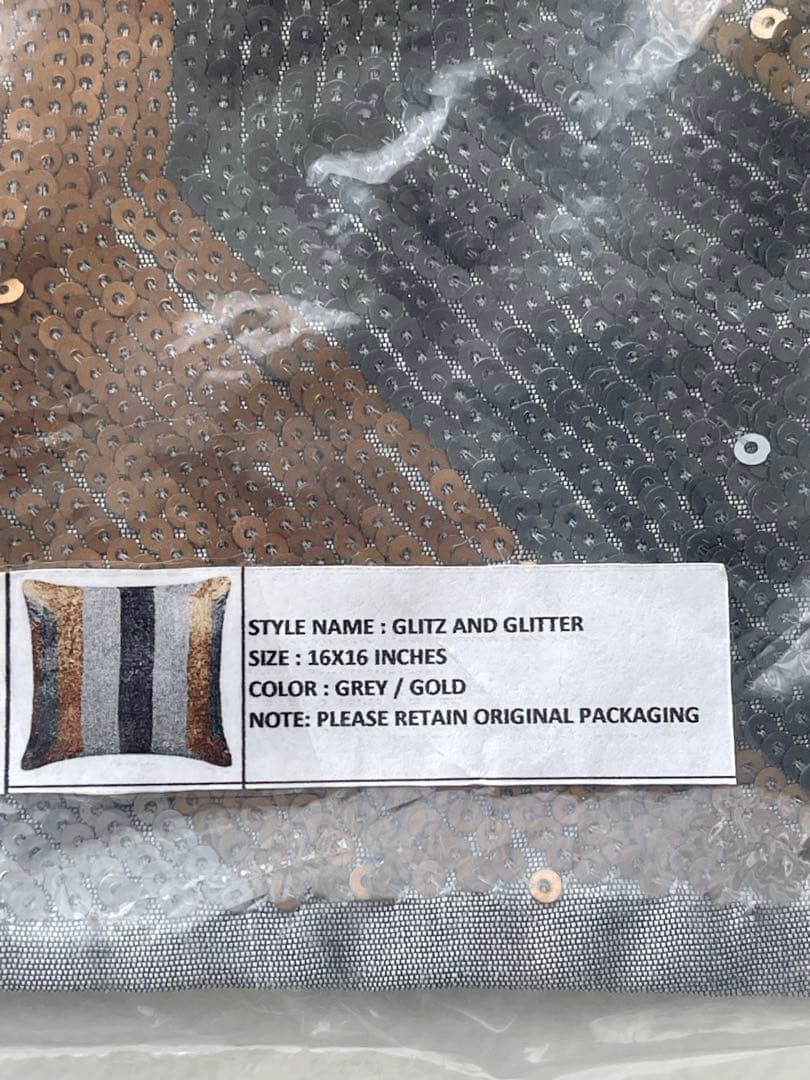 STYLE NAME : GLITZ AND GLITTER
SIZE : 16X16 INCHES
COLOR : GREY / GOLD
NOTE: PLEASE RETAIN ORIGINAL PACKAGING